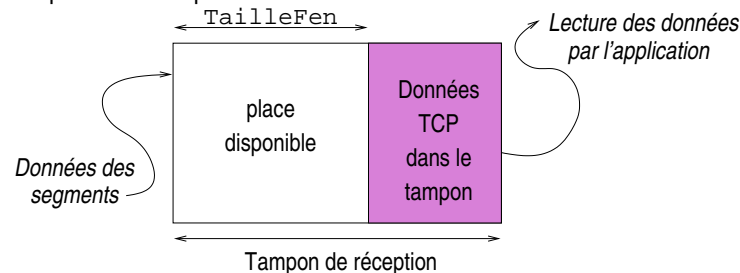 TailleFen
Lecture des données
par l'application
place
disponible
Données
TCP
dans le
tampon
Données des
segments
Tampon de réception